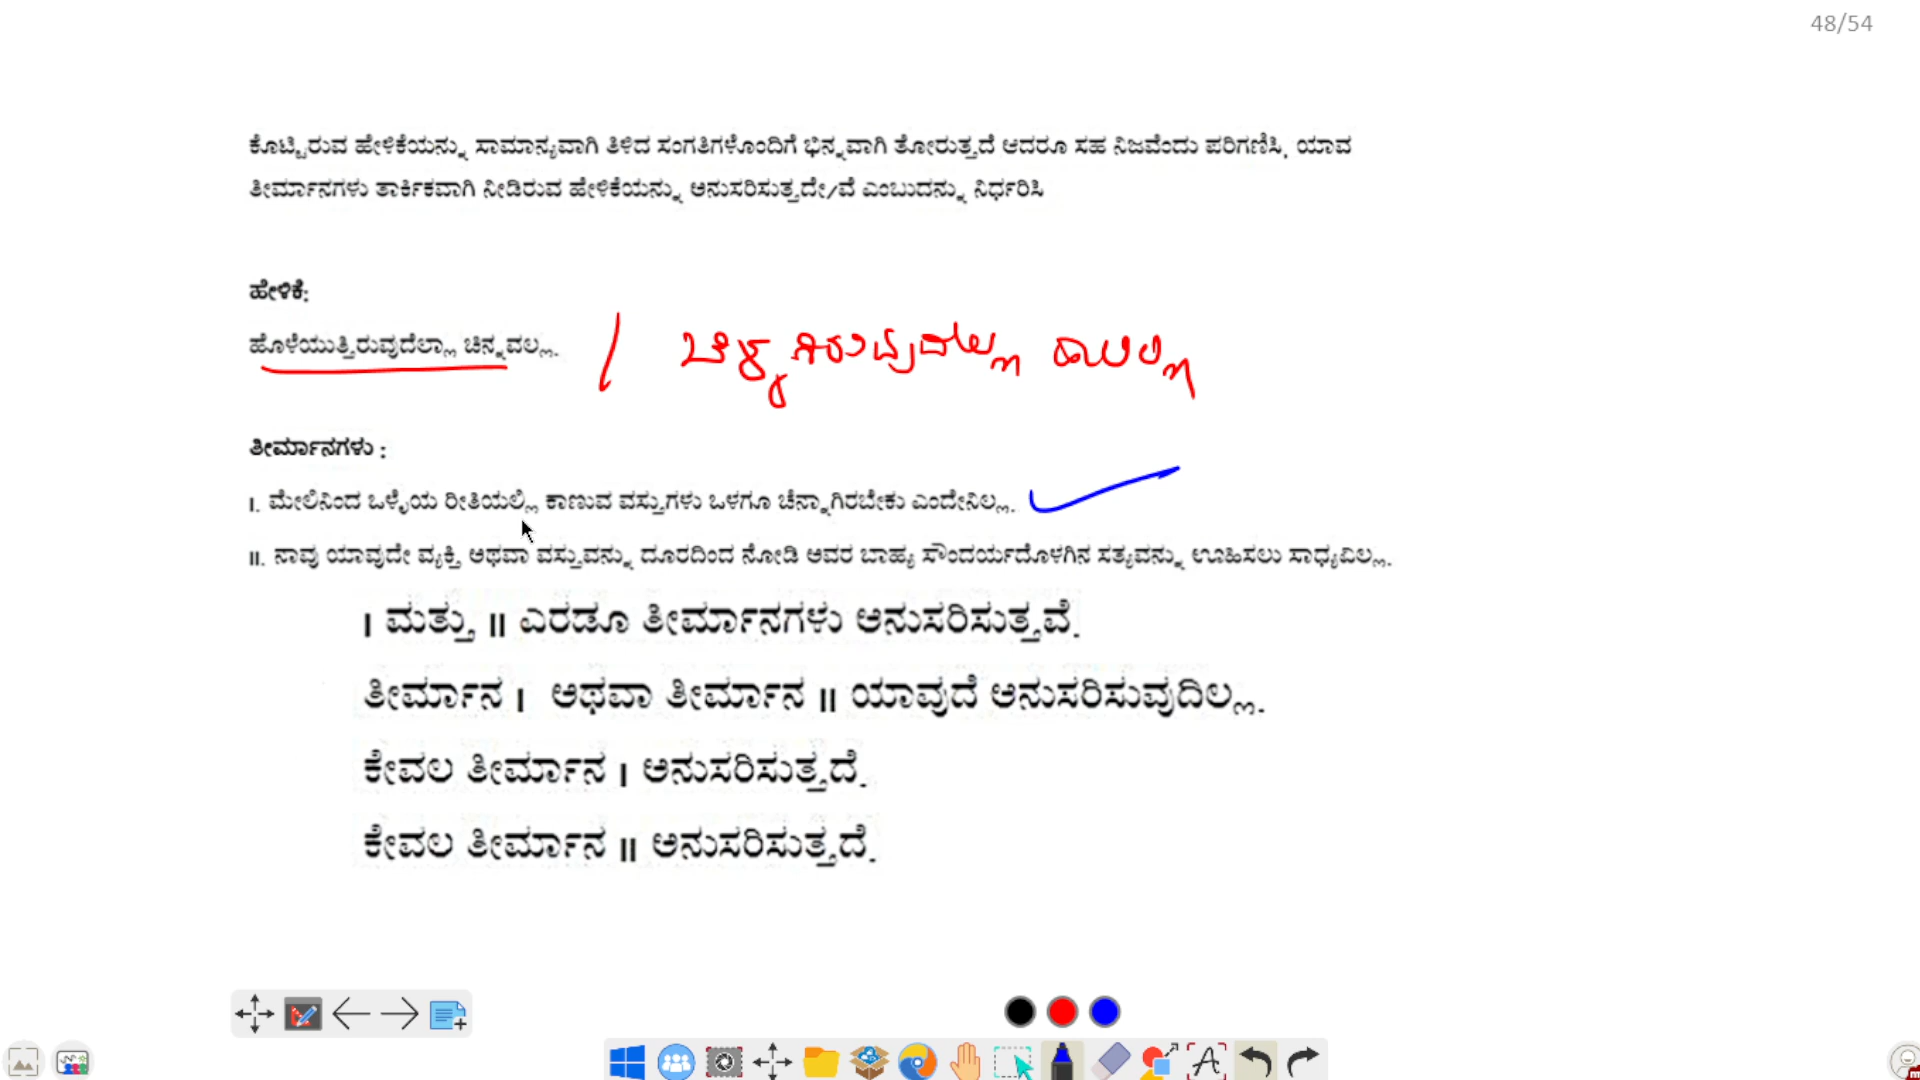 48/54
ಕೊಟ್ಟಿರುವ ಹೇಳಿಕೆಯನ್ನು ಸಾಮಾನ್ಯವಾಗಿ ತಿಳಿದ ಸಂಗತಿಗಳೊಂದಿಗೆ ಭಿನ್ನವಾಗಿ ತೋರುತ್ತದೆ ಆದರೂ ಸಹ ನಿಜವೆಂದು ಪರಿಗಣಿಸಿ, ಯಾವ
ತೀರ್ಮಾನಗಳು ತಾರ್ಕಿಕವಾಗಿ ನೀಡಿರುವ ಹೇಳಿಕೆಯನ್ನು ಅನುಸರಿಸುತ್ತದೇ/ವೆ ಎಂಬುದನ್ನು ನಿರ್ಧರಿಸಿ
ಹೇಳಿಕೆ:
ಹೊಳೆಯುತ್ತಿರುವುದೆಲ್ಲಾ ಚಿನ್ನವಲ್ಲ. / ಬೆಳ್ಳಗಿರುವುದೆಲ್ಲ ಹಾಲಲ್ಲ
ತೀರ್ಮಾನಗಳು :
I. ಮೇಲಿನಿಂದ ಒಳ್ಳೆಯ ರೀತಿಯಲ್ಲಿ ಕಾಣುವ ವಸ್ತುಗಳು ಒಳಗೂ ಚೆನ್ನಾಗಿರಬೇಕು ಎಂದೇನಿಲ್ಲ.
II. ನಾವು ಯಾವುದೇ ವ್ಯಕ್ತಿ ಅಥವಾ ವಸ್ತುವನ್ನು ದೂರದಿಂದ ನೋಡಿ ಅವರ ಬಾಹ್ಯ ಸೌಂದರ್ಯದೊಳಗಿನ ಸತ್ಯವನ್ನು ಊಹಿಸಲು ಸಾಧ್ಯವಿಲ್ಲ.
I ಮತ್ತು II ಎರಡೂ ತೀರ್ಮಾನಗಳು ಅನುಸರಿಸುತ್ತವೆ.
ತೀರ್ಮಾನ I ಅಥವಾ ತೀರ್ಮಾನ II ಯಾವುದೆ ಅನುಸರಿಸುವುದಿಲ್ಲ.
ಕೇವಲ ತೀರ್ಮಾನ I ಅನುಸರಿಸುತ್ತದೆ.
ಕೇವಲ ತೀರ್ಮಾನ II ಅನುಸರಿಸುತ್ತದೆ.